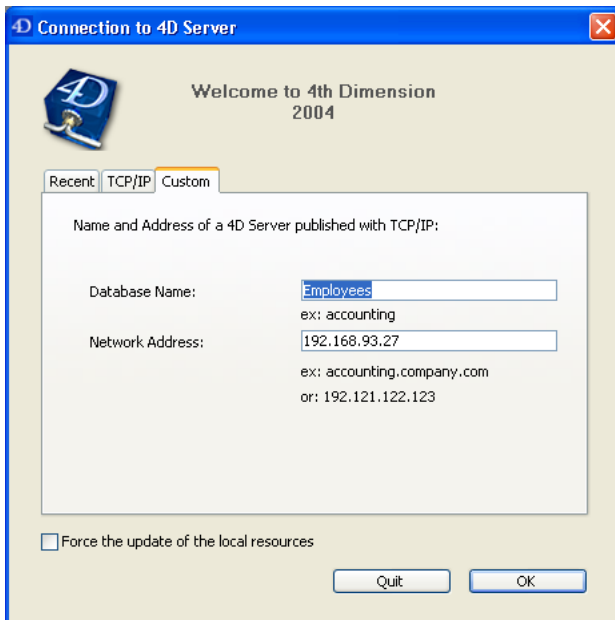 4D Connection to 4D Server
4D
Welcome to 4th Dimension
2004
Recent TCP/IP Custom
Name and Address of a 4D Server published with TCP/IP:
Database Name: Employees
ex: accounting
Network Address: 192.168.93.27
ex: accounting.company.com
or: 192.121.122.123
Force the update of the local resources
Quit OK